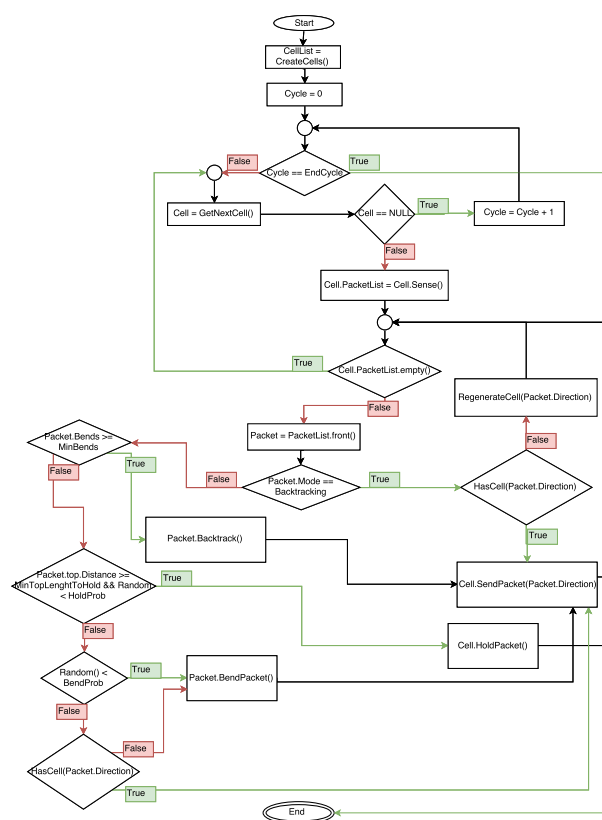 Start
CellList =
CreateCells()
Cycle = 0
False
True
Cycle == EndCycle
Cell = GetNextCell()
Cell == NULL
True
Cycle = Cycle + 1
False
Cell.PacketList = Cell.Sense()
True
Cell.PacketList.empty()
False
RegenerateCell(Packet.Direction)
Packet = PacketList.front()
False
Packet.Bends >=
MinBends
True
False
False
Packet.Mode ==
Backtracking
True
HasCell(Packet.Direction)
Packet.Backtrack()
True
Packet.top.Distance >=
MinTopLenghtToHold && Random
< HoldProb
True
Cell.SendPacket(Packet.Direction)
False
Cell.HoldPacket()
Random() <
BendProb
True
Packet.BendPacket()
False
False
HasCell(Packet.Direction)
True
End